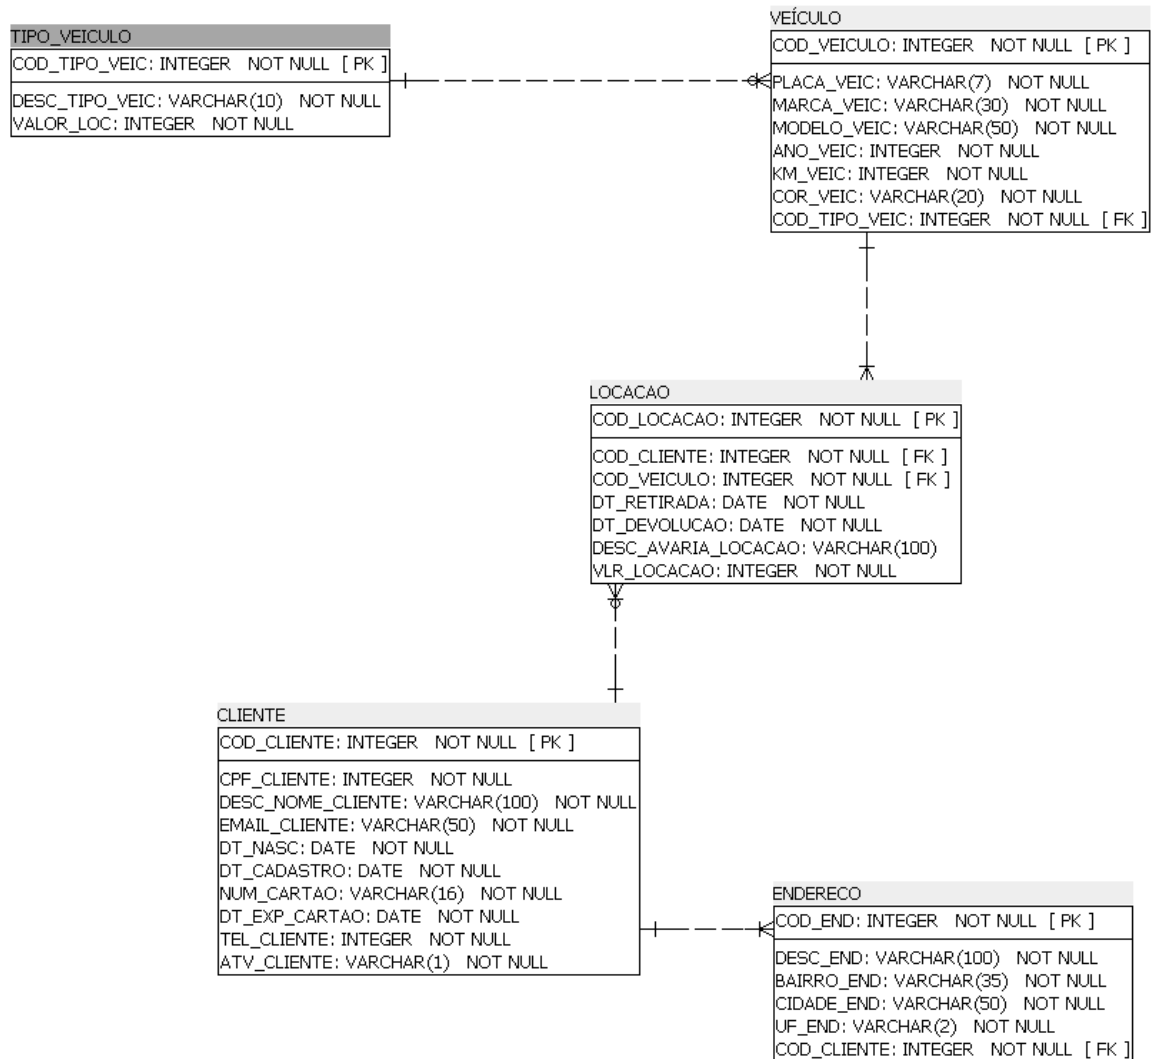 TIPO_VEICULO
COD_TIPO_VEIC: INTEGER NOT NULL [ PK ]
DESC_TIPO_VEIC: VARCHAR(10) NOT NULL
VALOR_LOC: INTEGER NOT NULL
VEÍCULO
COD_VEICULO: INTEGER NOT NULL [ PK ]
PLACA_VEIC: VARCHAR(7) NOT NULL
MARCA_VEIC: VARCHAR(30) NOT NULL
MODELO_VEIC: VARCHAR(50) NOT NULL
ANO_VEIC: INTEGER NOT NULL
KM_VEIC: INTEGER NOT NULL
COR_VEIC: VARCHAR(20) NOT NULL
COD_TIPO_VEIC: INTEGER NOT NULL [ FK ]
LOCACAO
COD_LOCACAO: INTEGER NOT NULL [ PK ]
COD_CLIENTE: INTEGER NOT NULL [ FK ]
COD_VEICULO: INTEGER NOT NULL [ FK ]
DT_RETIRADA: DATE NOT NULL
DT_DEVOLUCAO: DATE NOT NULL
DESC_AVARIA_LOCACAO: VARCHAR(100)
VLR_LOCACAO: INTEGER NOT NULL
CLIENTE
COD_CLIENTE: INTEGER NOT NULL [ PK ]
CPF_CLIENTE: INTEGER NOT NULL
DESC_NOME_CLIENTE: VARCHAR(100) NOT NULL
EMAIL_CLIENTE: VARCHAR(50) NOT NULL
DT_NASC: DATE NOT NULL
DT_CADASTRO: DATE NOT NULL
NUM_CARTAO: VARCHAR(16) NOT NULL
DT_EXP_CARTAO: DATE NOT NULL
TEL_CLIENTE: INTEGER NOT NULL
ATV_CLIENTE: VARCHAR(1) NOT NULL
ENDERECO
COD_END: INTEGER NOT NULL [ PK ]
DESC_END: VARCHAR(100) NOT NULL
BAIRRO_END: VARCHAR(35) NOT NULL
CIDADE_END: VARCHAR(50) NOT NULL
UF_END: VARCHAR(2) NOT NULL
COD_CLIENTE: INTEGER NOT NULL [ FK ]